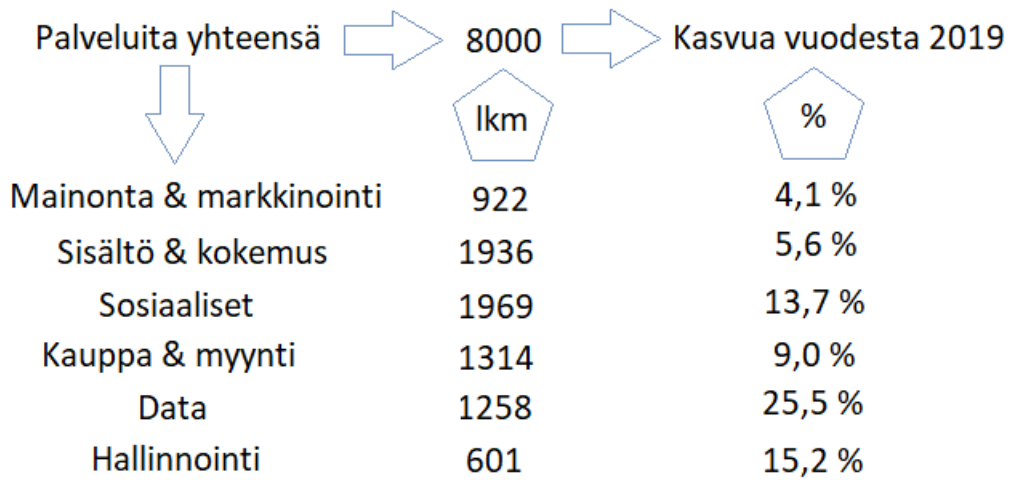 Palveluita yhteensä 8000 Kasvua vuodesta 2019
lkm %
Mainonta & markkinointi 922 4,1 %
Sisältö & kokemus 1936 5,6 %
Sosiaaliset 1969 13,7 %
Kauppa & myynti 1314 9,0 %
Data 1258 25,5 %
Hallinnointi 601 15,2 %